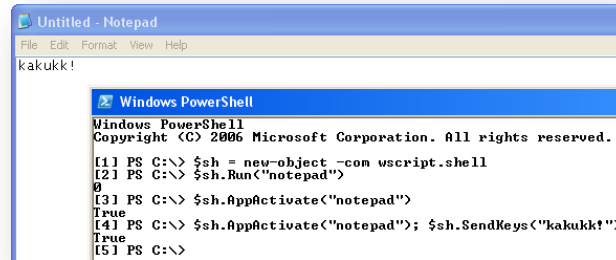 Untitled - Notepad
File Edit Format View Help
kakukk!
Windows PowerShell
Windows PowerShell
Copyright (C) 2006 Microsoft Corporation. All rights reserved.
[1] PS C:\> $sh = new-object -com wscript.shell
[2] PS C:\> $sh.Run("notepad")
0
[3] PS C:\> $sh.AppActivate("notepad")
True
[4] PS C:\> $sh.AppActivate("notepad"); $sh.SendKeys("kakukk!")
True
[5] PS C:\>